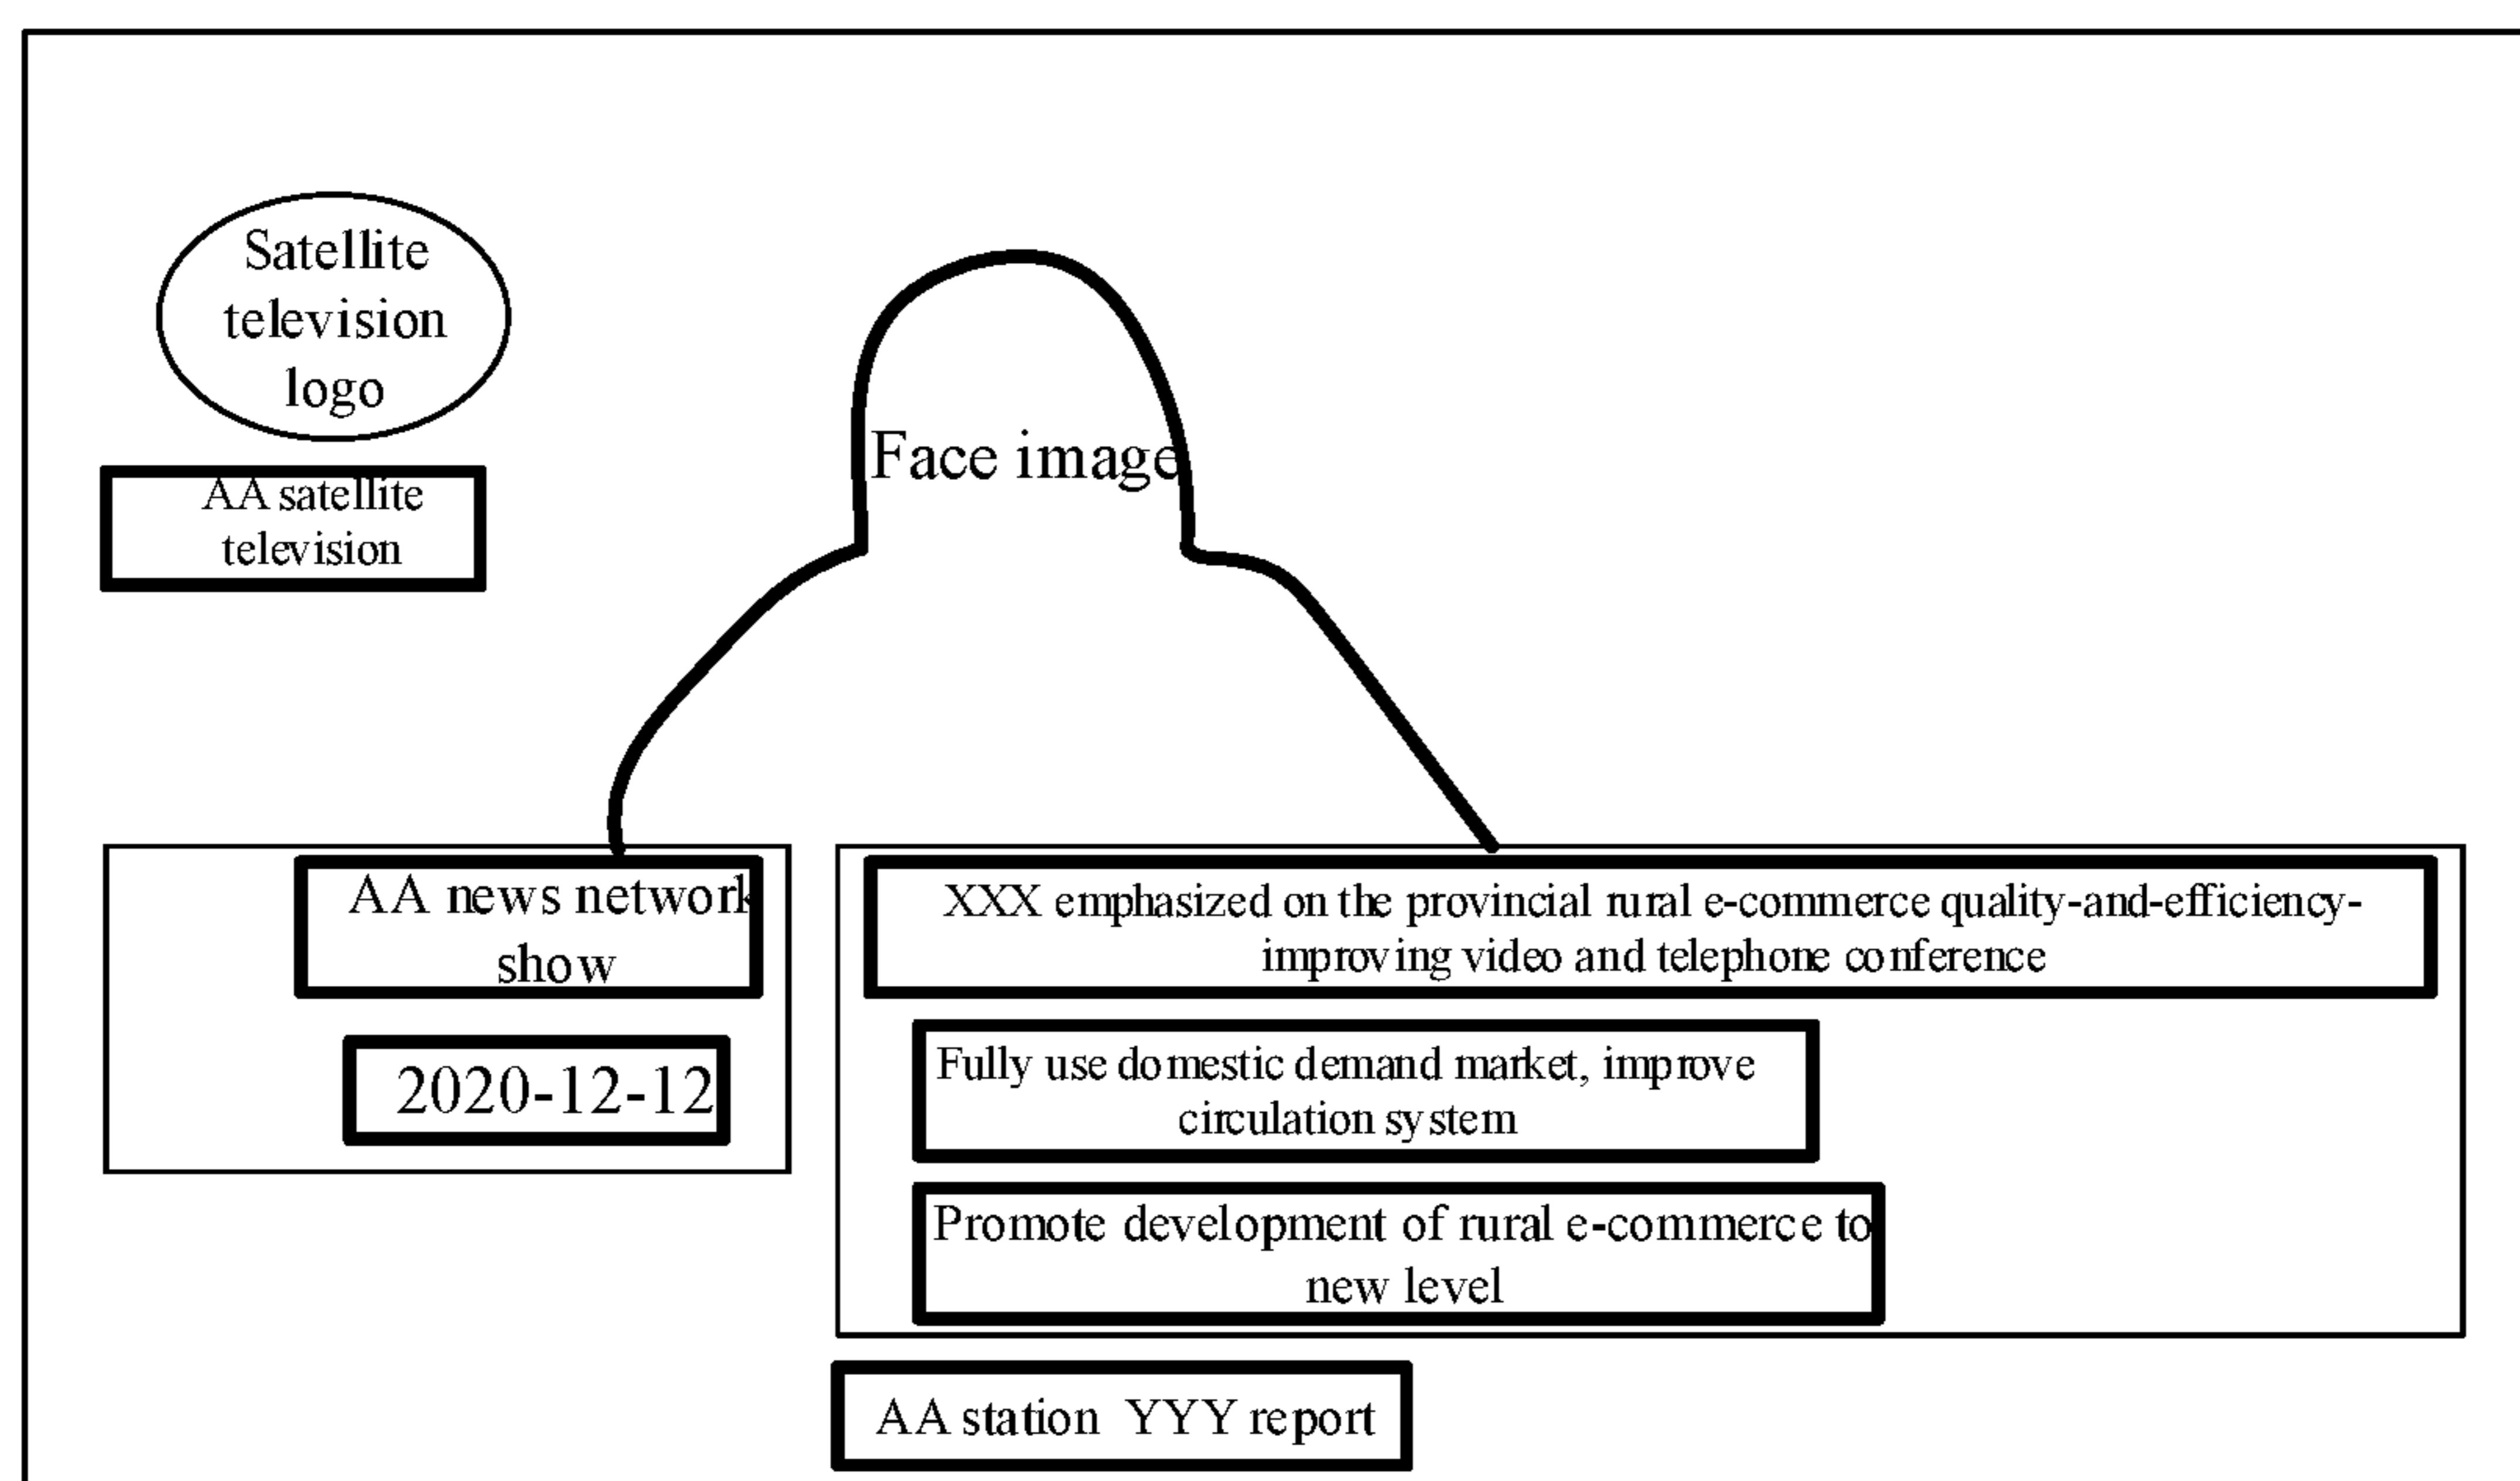 Satellite
television
logo
AA satellite
television
Face image
AA news network
show
2020-12-12
XXX emphasized on the provincial rural e-commerce quality-and-efficiency-
improving video and telephone conference
Fully use domestic demand market, improve
circulation system
Promote development of rural e-commerce to
new level
AA station YYY report